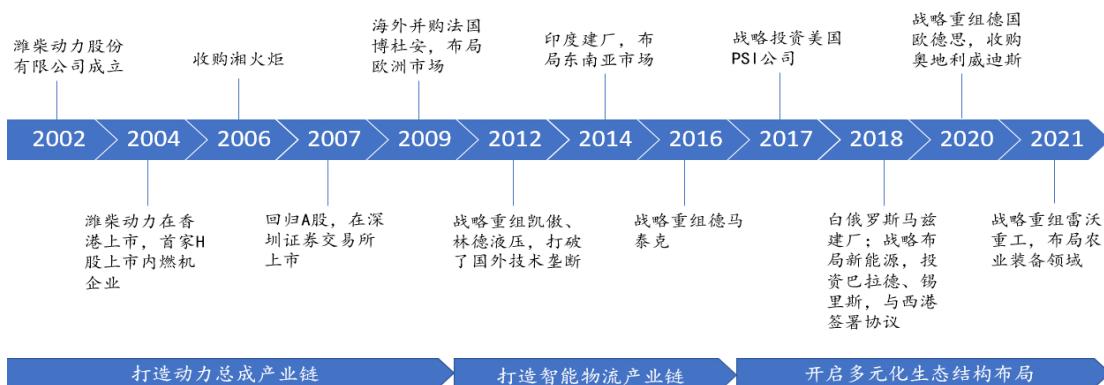 潍柴动力股份
有限公司成立
收购湘火炬
海外并购法国
博杜安，布局
欧洲市场
印度建厂，布
局东南亚市场
战略投资美国
PSI公司
战略重组德国
欧德思，收购
奥地利威迪斯
2002
2004
2006
2007
2009
2012
2014
2016
2017
2018
2020
2021
潍柴动力在香
港上市，首家H
股上市内燃机
企业
回归A股，在深
圳证券交易所
上市
战略重组凯傲、
林德液压，打破
了国外技术垄断
战略重组德马
泰克
白俄罗斯马兹
建厂；战略布
局新能源，投
资巴拉德、锡
里斯，与西港
签署协议
战略重组雷沃
重工，布局农
业装备领域
打造动力总成产业链
打造智能物流产业链
开启多元化生态结构布局